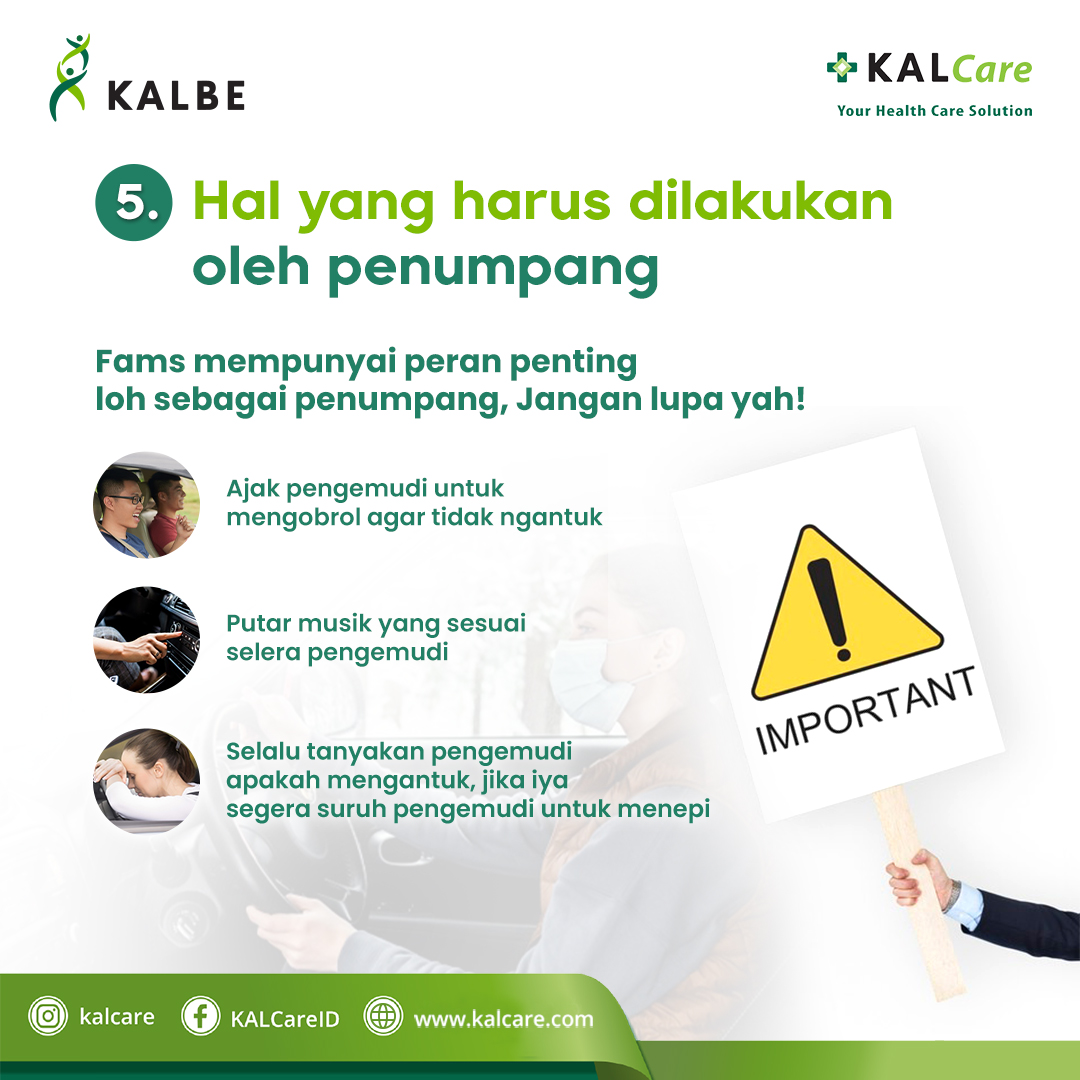 KALBE
KALCare
Your Health Care Solution
5. Hal yang harus dilakukan
oleh penumpang
Fams mempunyai peran penting
loh sebagai penumpang, Jangan lupa yah!
Ajak pengemudi untuk
mengobrol agar tidak ngantuk
Putar musik yang sesuai
selera pengemudi
Selalu tanyakan pengemudi
apakah mengantuk, jika iya
segera suruh pengemudi untuk menepi
IMPORTANT
kalcare
KALCareID
www.kalcare.com